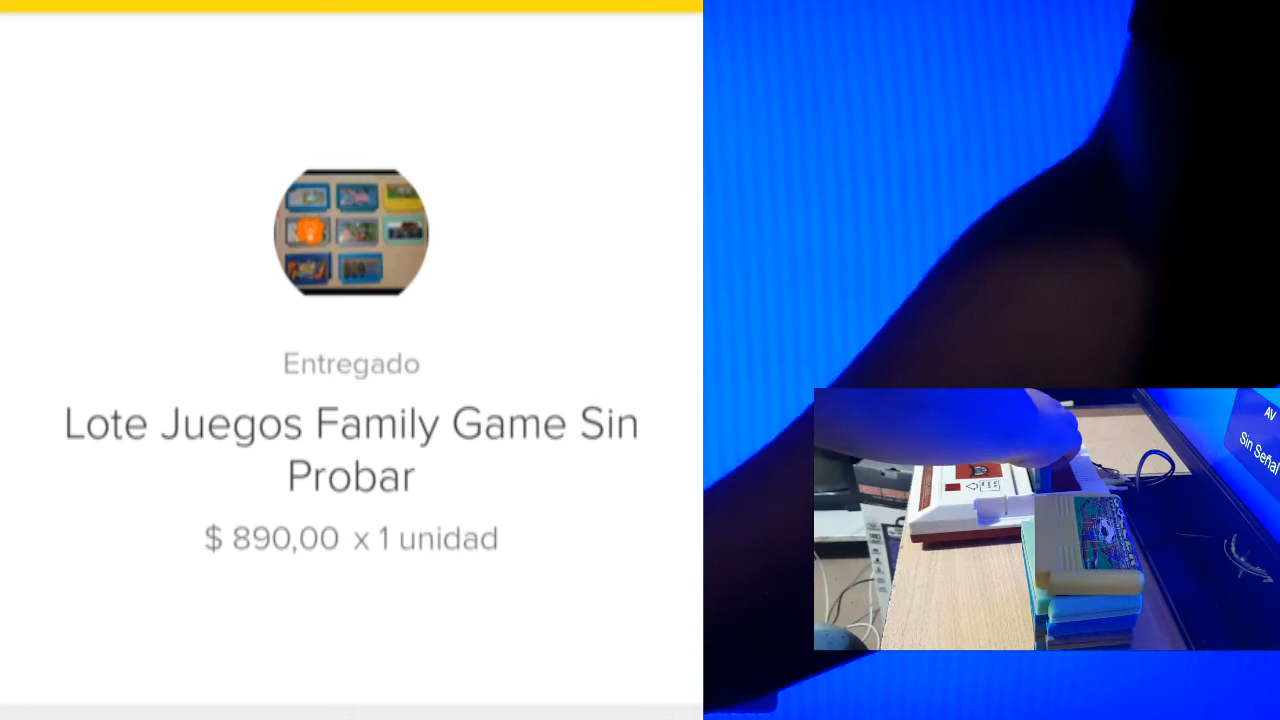 Entregado
Lote Juegos Family Game Sin
Probar
$ 890,00 x 1 unidad
AV
Sin Señal